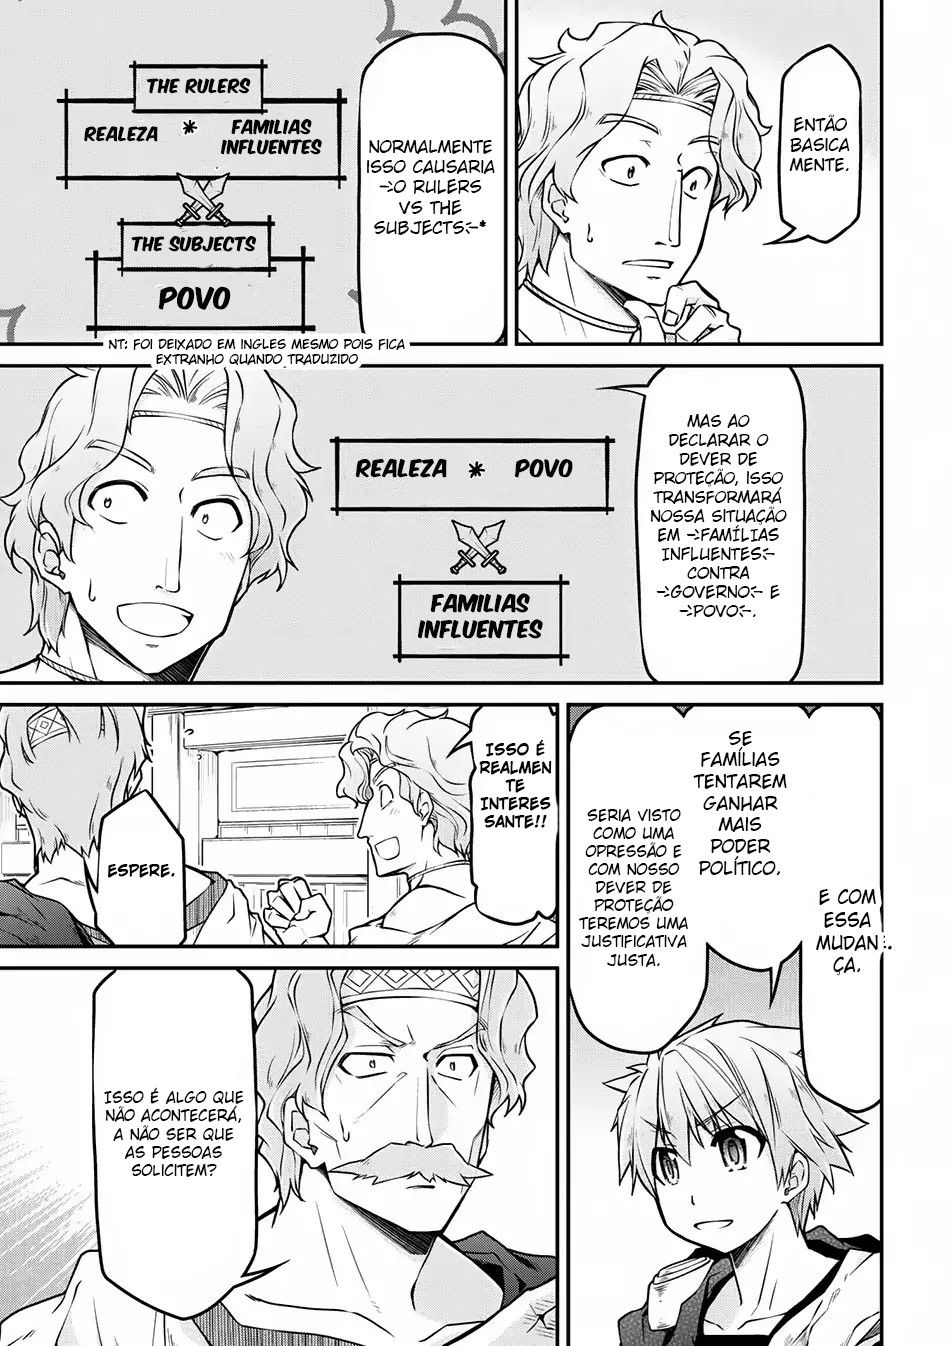 ENTÃO
BASICA
MENTE.
NORMALMENTE
ISSO CAUSARIA
->O RULERS
VS THE
SUBJECTS:-*
THE RULERS
REALEZA * FAMILIAS
INFLUENTES
THE SUBJECTS
POVO
NT: FOI DEIXADO EM INGLES MESMO POIS FICA
EXTRANHO QUANDO TRADUZIDO
MAS AO
DECLARAR O
DEVER DE
PROTEÇÃO, ISSO
TRANSFORMARÁ
NOSSA SITUAÇÃO
EM ->FAMÍLIAS
INFLUENTES:-
CONTRA
->GOVERNO:- E
->POVO:-.
REALEZA * POVO
FAMILIAS
INFLUENTES
E COM
ESSA
MUDAN...
ÇA.
SE
FAMÍLIAS
TENTAREM
GANHAR
MAIS
PODER
POLÍTICO.
SERIA VISTO
COMO UMA
OPRESSÃO E
COM NOSSO
DEVER DE
PROTEÇÃO
TEREMOS UMA
JUSTIFICATIVA
JUSTA.
ISSO É
REALMEN
TE
INTERES
SANTE!!
ESPERE.
ISSO É ALGO QUE
NÃO ACONTECERÁ,
A NÃO SER QUE
AS PESSOAS
SOLICITEM?